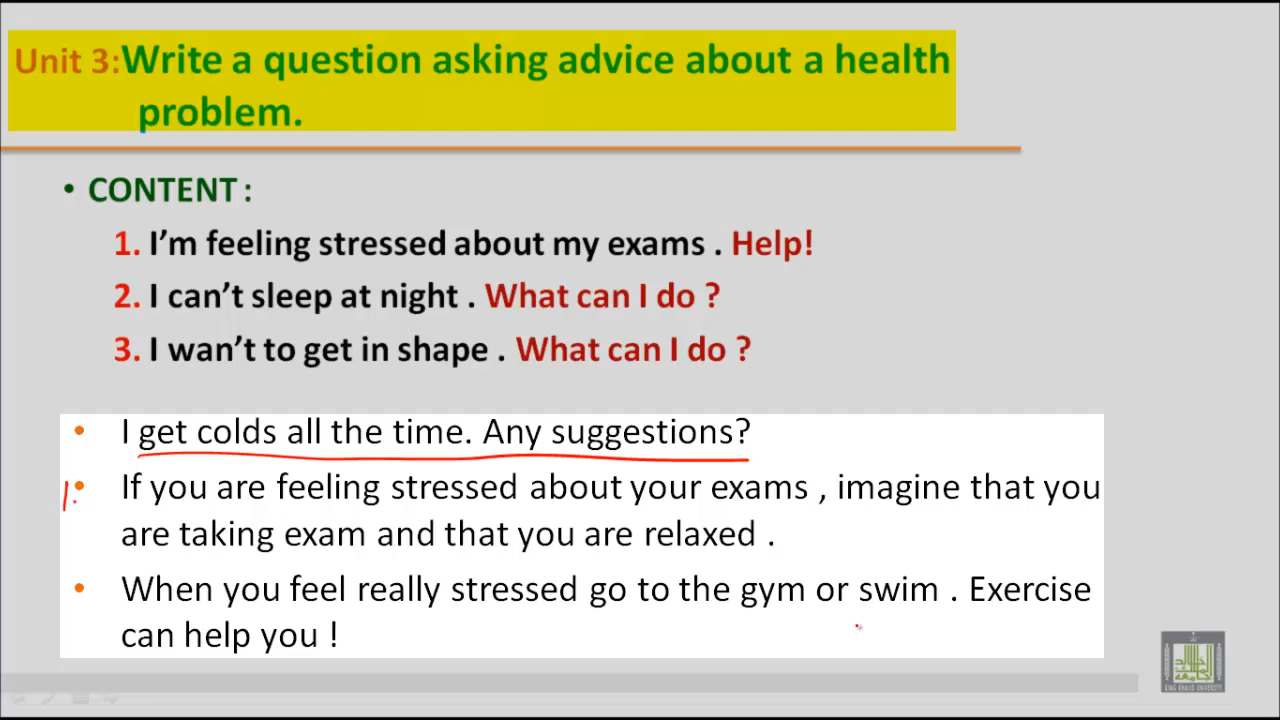 Unit 3:Write a question asking advice about a health
problem.
• CONTENT :
1. I’m feeling stressed about my exams . Help!
2. I can’t sleep at night . What can I do ?
3. I wan’t to get in shape . What can I do ?
• I get colds all the time. Any suggestions?
1. • If you are feeling stressed about your exams , imagine that you
are taking exam and that you are relaxed .
• When you feel really stressed go to the gym or swim . Exercise
can help you !
KING KHALID UNIVERSITY